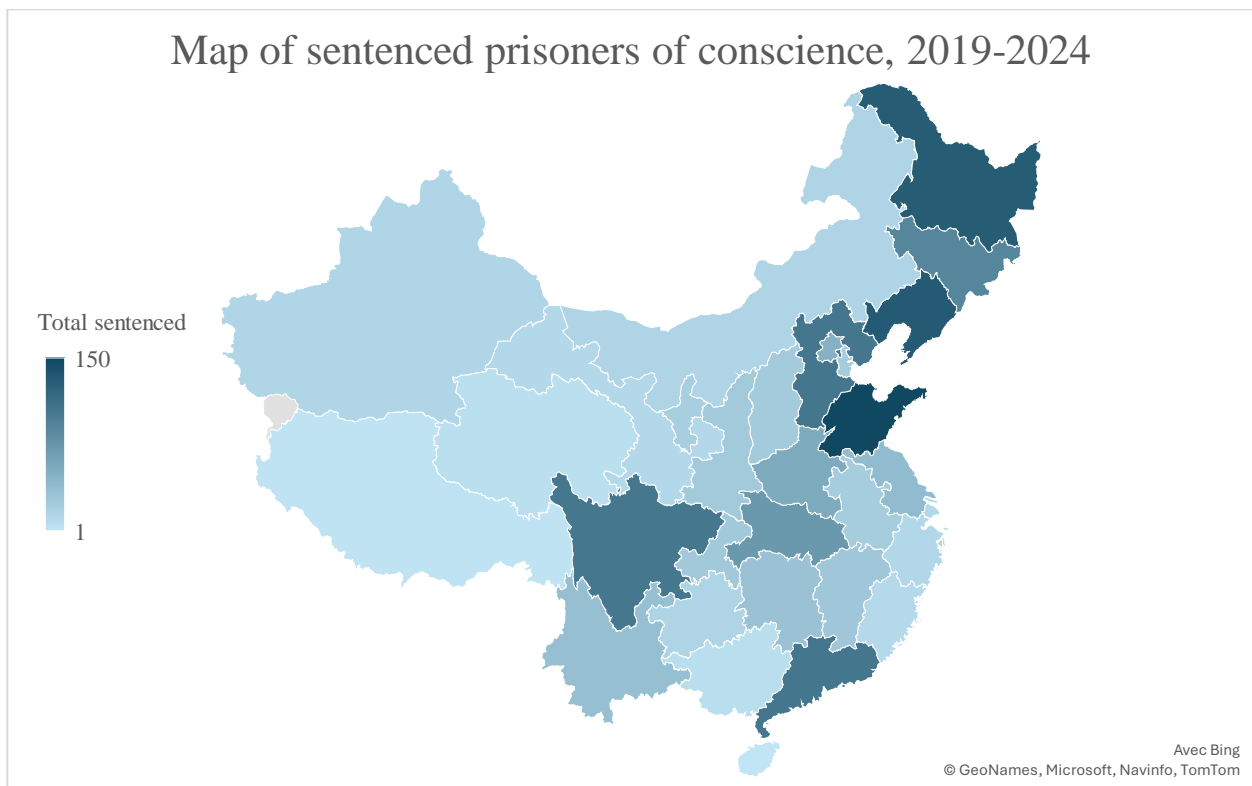 Map of sentenced prisoners of conscience, 2019-2024
Total sentenced
150
1
Avec Bing
© GeoNames, Microsoft, Navinfo, TomTom